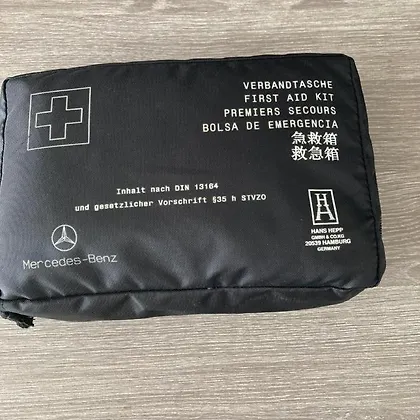 VERBANDTASCHE
FIRST AID KIT
PREMIERS SECOURS
BOLSA DE EMERGENCIA
急救箱
救急箱
Inhalt nach DIN 13164
und gesetzlicher Vorschrift §35 h STVZO
HANS HEPP
GMBH & CO.KG
20539 HAMBURG
GERMANY
Mercedes-Benz